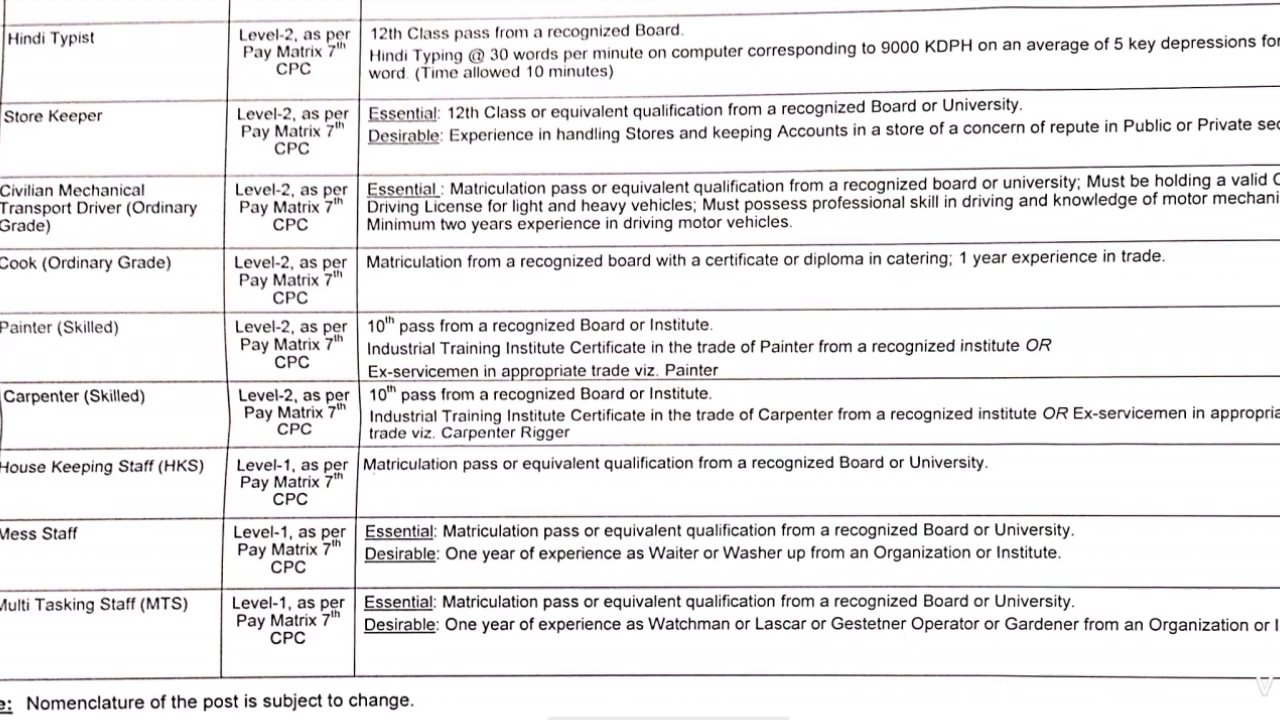 Hindi Typist
Level-2, as per
Pay Matrix 7th
CPC
12th Class pass from a recognized Board.
Hindi Typing @ 30 words per minute on computer corresponding to 9000 KDPH on an average of 5 key depressions for
word. (Time allowed 10 minutes)
Store Keeper
Level-2, as per
Pay Matrix 7th
CPC
Essential: 12th Class or equivalent qualification from a recognized Board or University.
Desirable: Experience in handling Stores and keeping Accounts in a store of a concern of repute in Public or Private sec
Civilian Mechanical
Transport Driver (Ordinary
Grade)
Level-2, as per
Pay Matrix 7th
CPC
Essential : Matriculation pass or equivalent qualification from a recognized board or university; Must be holding a valid
Driving License for light and heavy vehicles; Must possess professional skill in driving and knowledge of motor mechani
Minimum two years experience in driving motor vehicles.
Cook (Ordinary Grade)
Level-2, as per
Pay Matrix 7th
CPC
Matriculation from a recognized board with a certificate or diploma in catering; 1 year experience in trade.
Painter (Skilled)
Level-2, as per
Pay Matrix 7th
CPC
10th pass from a recognized Board or Institute.
Industrial Training Institute Certificate in the trade of Painter from a recognized institute OR
Ex-servicemen in appropriate trade viz. Painter
Carpenter (Skilled)
Level-2, as per
Pay Matrix 7th
CPC
10th pass from a recognized Board or Institute.
Industrial Training Institute Certificate in the trade of Carpenter from a recognized institute OR Ex-servicemen in appropria
trade viz. Carpenter Rigger
House Keeping Staff (HKS)
Level-1, as per
Pay Matrix 7th
CPC
Matriculation pass or equivalent qualification from a recognized Board or University.
Mess Staff
Level-1, as per
Pay Matrix 7th
CPC
Essential: Matriculation pass or equivalent qualification from a recognized Board or University.
Desirable: One year of experience as Waiter or Washer up from an Organization or Institute.
Multi Tasking Staff (MTS)
Level-1, as per
Pay Matrix 7th
CPC
Essential: Matriculation pass or equivalent qualification from a recognized Board or University.
Desirable: One year of experience as Watchman or Lascar or Gestetner Operator or Gardener from an Organization or I
e: Nomenclature of the post is subject to change.
V